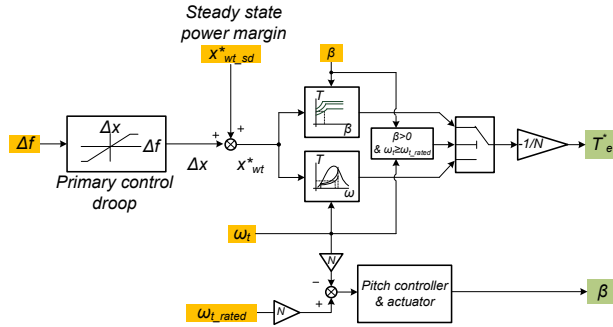 Steady state
power margin
x*wt_sd
β
Δx
Δf
Δf
Primary control
droop
Δx
+
+
x*wt
T
β
β>0
& ωt≥ωt_rated
T
ω
-1/N
T*e
ωt
N
−
+
ωt_rated
N
Pitch controller
& actuator
β